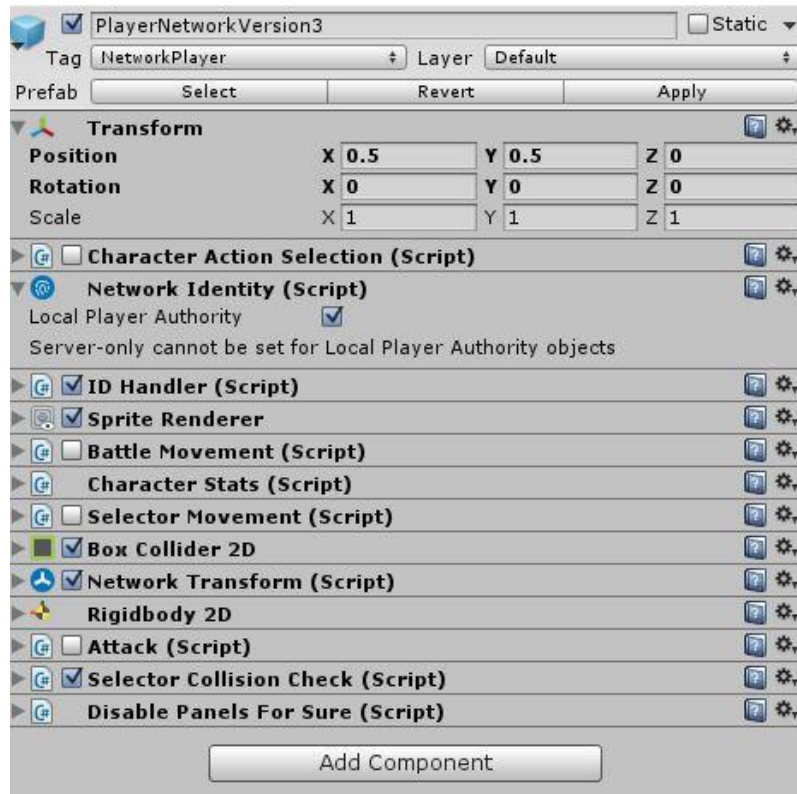 PlayerNetworkVersion3 Static
Tag NetworkPlayer Layer Default
Prefab Select Revert Apply
Transform
Position X 0.5 Y 0.5 Z 0
Rotation X 0 Y 0 Z 0
Scale X 1 Y 1 Z 1
Character Action Selection (Script)
Network Identity (Script)
Local Player Authority
Server-only cannot be set for Local Player Authority objects
ID Handler (Script)
Sprite Renderer
Battle Movement (Script)
Character Stats (Script)
Selector Movement (Script)
Box Collider 2D
Network Transform (Script)
Rigidbody 2D
Attack (Script)
Selector Collision Check (Script)
Disable Panels For Sure (Script)
Add Component